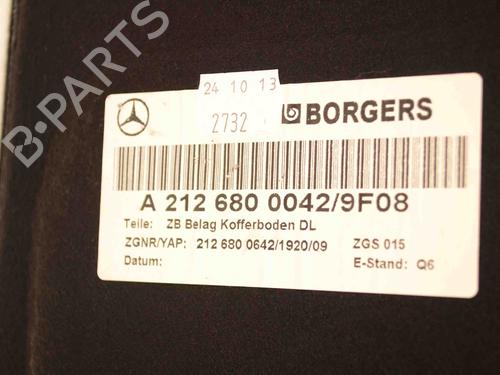 24 10 13
2732
BORGERS
A 212 680 0042/9F08
Teile: ZB Belag Kofferboden DL
ZGNR/YAP: 212 680 0642/1920/09 ZGS 015
Datum: E-Stand: Q6
B-PARTS